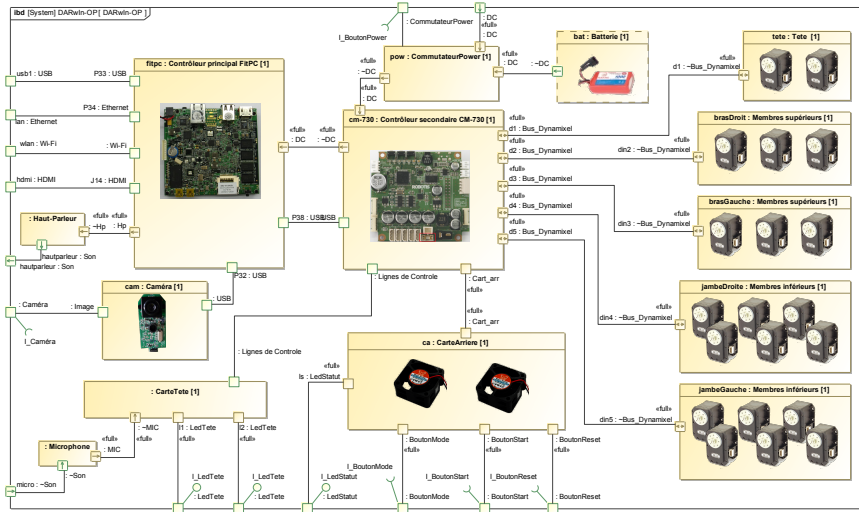 ibd [System] DARwIn-OP [ DARwIn-OP ]
: CommutateurPower
I_BoutonPower
«full»
: DC
: DC
«full»
pow : CommutateurPower [1]
«full»
: ~DC
: DC
«full»
«full»
: DC
: ~DC
bat : Batterie [1]
tete : Tete [1]
«full»
d1 : ~Bus_Dynamixel
fitpc : Contrôleur principal FitPC [1]
usb1 : USB
P33 : USB
P34 : Ethernet
lan : Ethernet
wlan : Wi-Fi
: Wi-Fi
hdmi : HDMI
J14 : HDMI
«full»
: DC
«full»
: ~DC
P38 : USB
: USB
P32 : USB
cm-730 : Contrôleur secondaire CM-730 [1]
«full»
d1 : Bus_Dynamixel
«full»
d2 : Bus_Dynamixel
«full»
d3 : Bus_Dynamixel
«full»
d4 : Bus_Dynamixel
«full»
d5 : Bus_Dynamixel
brasDroit : Membres supérieurs [1]
«full»
din2 : ~Bus_Dynamixel
brasGauche : Membres supérieurs [1]
«full»
din3 : ~Bus_Dynamixel
: Haut-Parleur
«full»
: ~Hp
«full»
: Hp
hautparleur : Son
hautparleur : Son
cam : Caméra [1]
: USB
: Caméra
: Image
I_Caméra
: Lignes de Controle
: Cart_arr
«full»
«full»
: Cart_arr
jambeDroite : Membres inférieurs [1]
«full»
din4 : ~Bus_Dynamixel
ca : CarteArriere [1]
«full»
ls : LedStatut
: Lignes de Controle
: CarteTete [1]
jambeGauche : Membres inférieurs [1]
«full»
din5 : ~Bus_Dynamixel
: ~MIC
«full»
l1 : LedTete
«full»
l2 : LedTete
«full»
: Microphone
«full»
: MIC
: ~Son
micro : ~Son
: BoutonMode
«full»
: BoutonStart
«full»
: BoutonReset
«full»
I_LedTete
: LedTete
I_LedTete
: LedTete
I_LedStatut
: LedStatut
I_BoutonMode
: BoutonMode
I_BoutonStart
: BoutonStart
I_BoutonReset
: BoutonReset